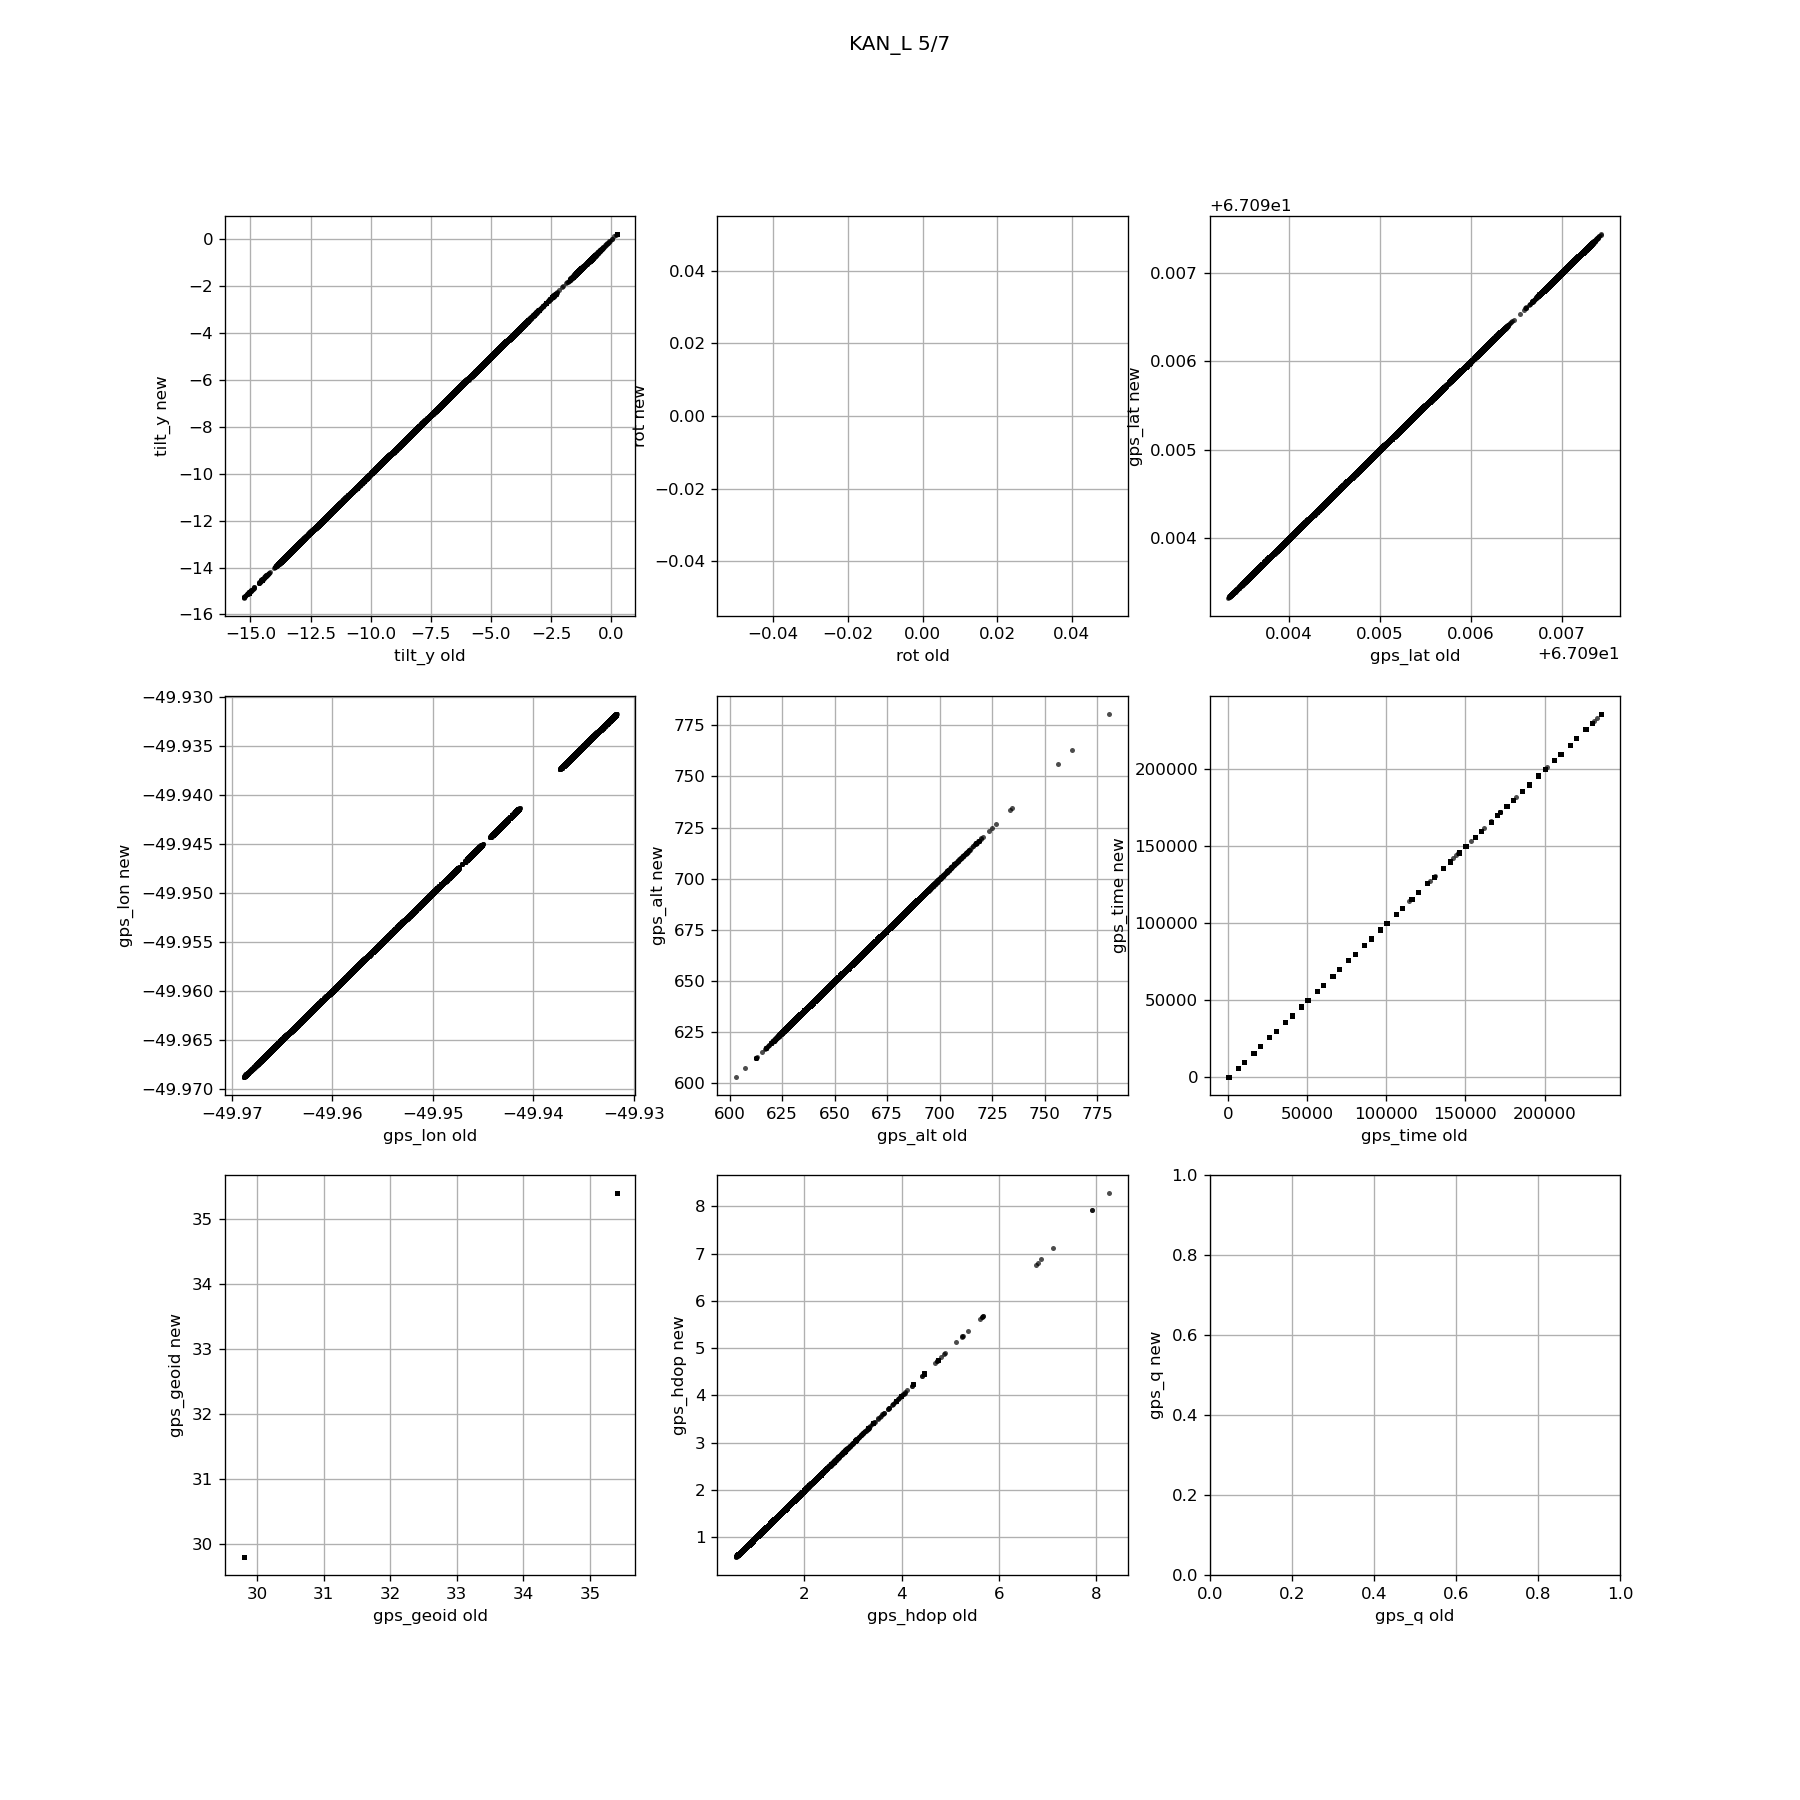 KAN_L 5/7
+6.709e1
0
−2
−4
−6
−8
−10
−12
−14
−16
tilt_y new
−15.0 −12.5 −10.0 −7.5 −5.0 −2.5 0.0
tilt_y old
0.04
0.02
0.00
−0.02
−0.04
rot new
−0.04 −0.02 0.00 0.02 0.04
rot old
0.007
0.006
0.005
0.004
gps_lat new
0.004 0.005 0.006 0.007
gps_lat old
+6.709e1
−49.930
−49.935
−49.940
−49.945
−49.950
−49.955
−49.960
−49.965
−49.970
gps_lon new
−49.97 −49.96 −49.95 −49.94 −49.93
gps_lon old
775
750
725
700
675
650
625
600
gps_alt new
600 625 650 675 700 725 750 775
gps_alt old
200000
150000
100000
50000
0
gps_time new
0 50000 100000 150000 200000
gps_time old
35
34
33
32
31
30
gps_geoid new
30 31 32 33 34 35
gps_geoid old
8
7
6
5
4
3
2
1
gps_hdop new
2 4 6 8
gps_hdop old
1.0
0.8
0.6
0.4
0.2
0.0
gps_q new
0.0 0.2 0.4 0.6 0.8 1.0
gps_q old